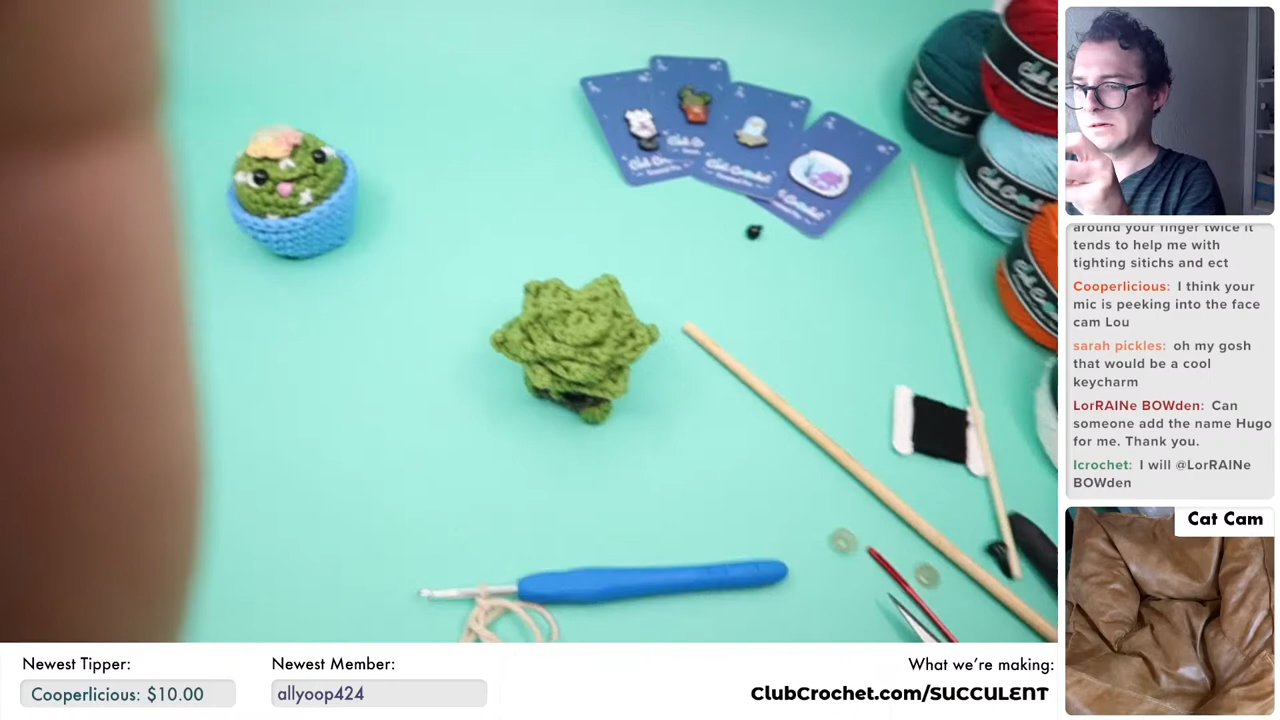 around your finger twice it
tends to help me with
tighting sitichs and ect
Cooperlicious: I think your
mic is peeking into the face
cam Lou
sarah pickles: oh my gosh
that would be a cool
keycharm
LorRAINe BOWden: Can
someone add the name Hugo
for me. Thank you.
Icrochet: I will @LorRAINe
BOWden
Cat Cam
Newest Tipper:
Cooperlicious: $10.00
Newest Member:
allyoop424
What we're making:
ClubCrochet.com/SUCCULENT